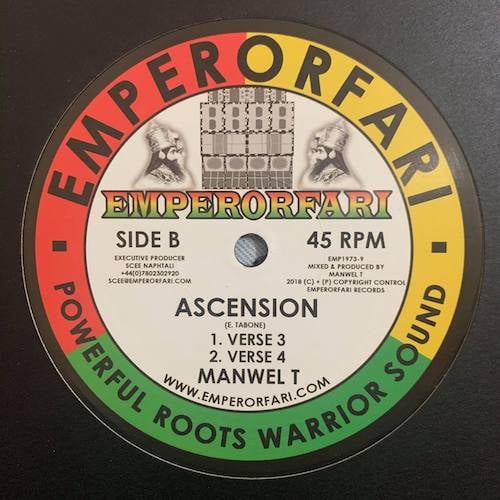 EMPERORFARI
EMPERORFARI
SIDE B
45 RPM
EXECUTIVE PRODUCER
SCEE NAPHTALI
+44(0)7802302920
SCEE@EMPERORFARI.COM
EMP1973-9
MIXED & PRODUCED BY
MANWEL T
2018 (C) + (P) COPYRIGHT CONTROL
EMPERORFARI RECORDS
ASCENSION
(E. TABONE)
1. VERSE 3
2. VERSE 4
MANWEL T
WWW.EMPERORFARI.COM
POWERFUL ROOTS WARRIOR SOUND